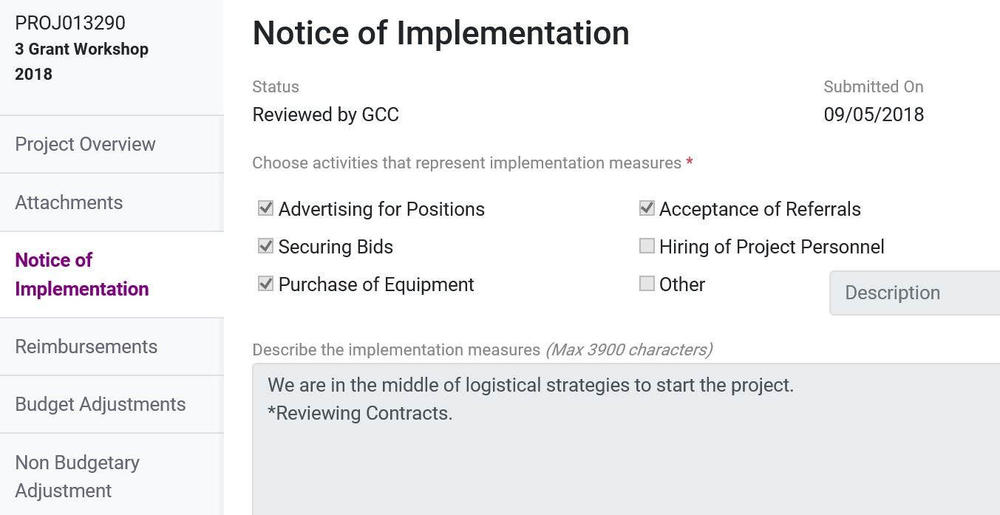 PROJ013290
3 Grant Workshop
2018
Project Overview
Attachments
Notice of
Implementation
Reimbursements
Budget Adjustments
Non Budgetary
Adjustment
Notice of Implementation
Status
Submitted On
Reviewed by GCC
09/05/2018
Choose activities that represent implementation measures *
Advertising for Positions
Acceptance of Referrals
Securing Bids
Hiring of Project Personnel
Purchase of Equipment
Other
Description
Describe the implementation measures (Max 3900 characters)
We are in the middle of logistical strategies to start the project.
*Reviewing Contracts.